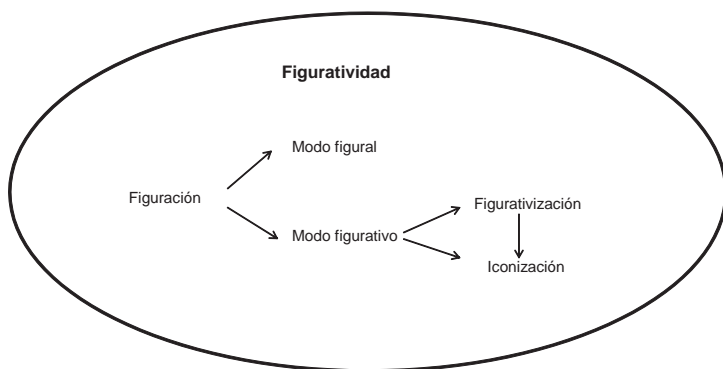 Figuratividad
Modo figural
Figuración
Figurativización
Modo figurativo
Iconización